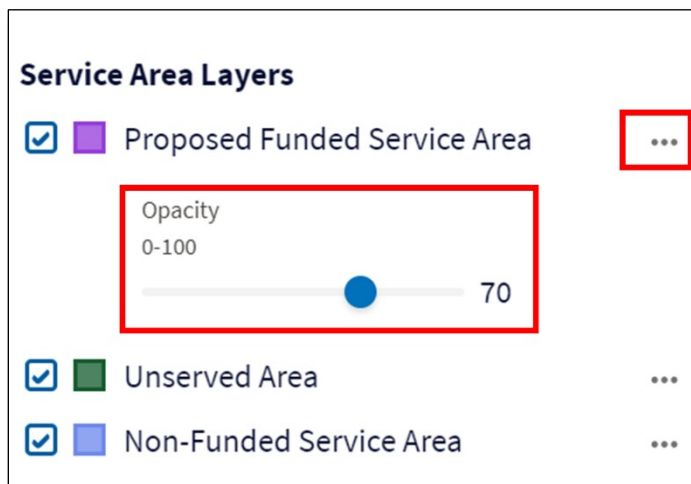 Service Area Layers
Proposed Funded Service Area
Opacity
0-100
70
Unserved Area
Non-Funded Service Area